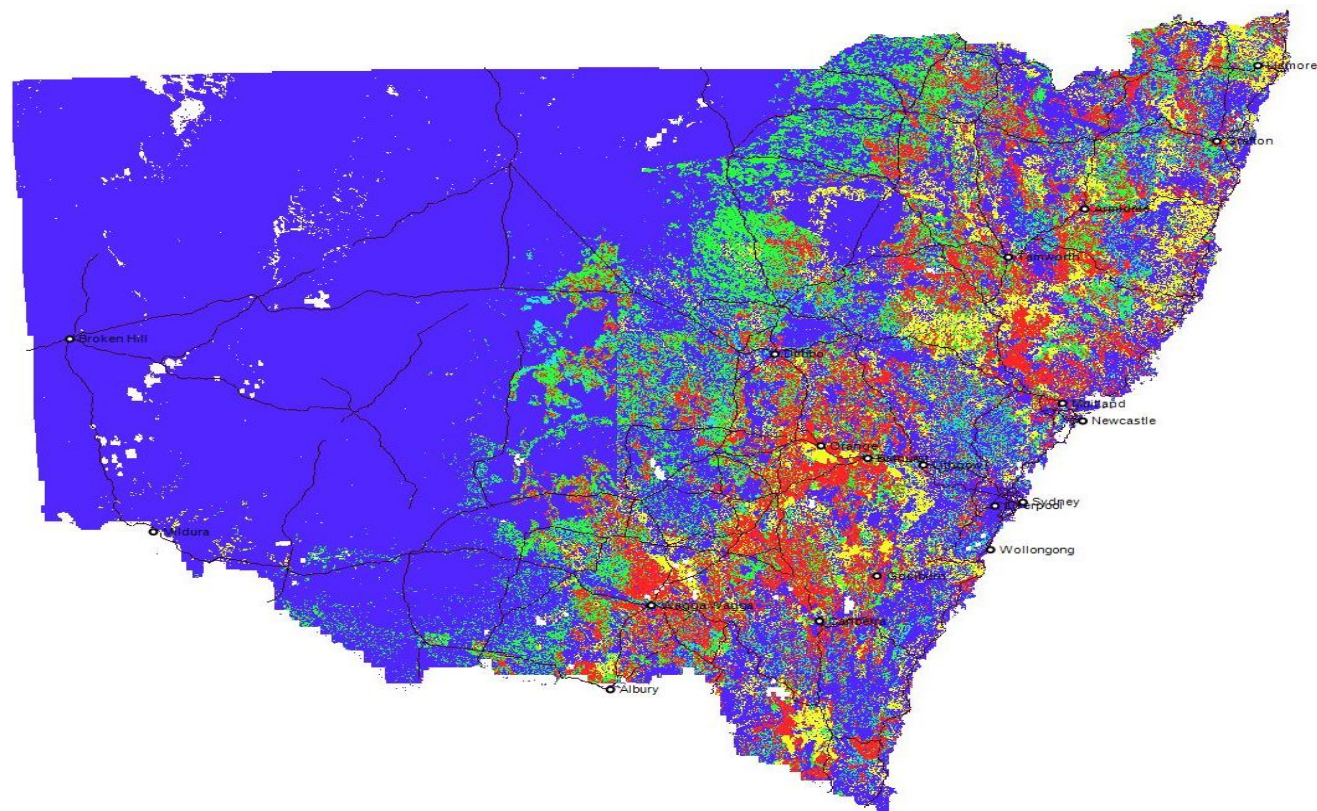 Lismore
Grafton
Armidale
Tamworth
Broken Hill
Dubbo
Maitland
Newcastle
Orange
Bathurst
Lithgow
Sydney
Liverpool
Mildura
Wollongong
Goulburn
Wagga Wagga
Canberra
Albury